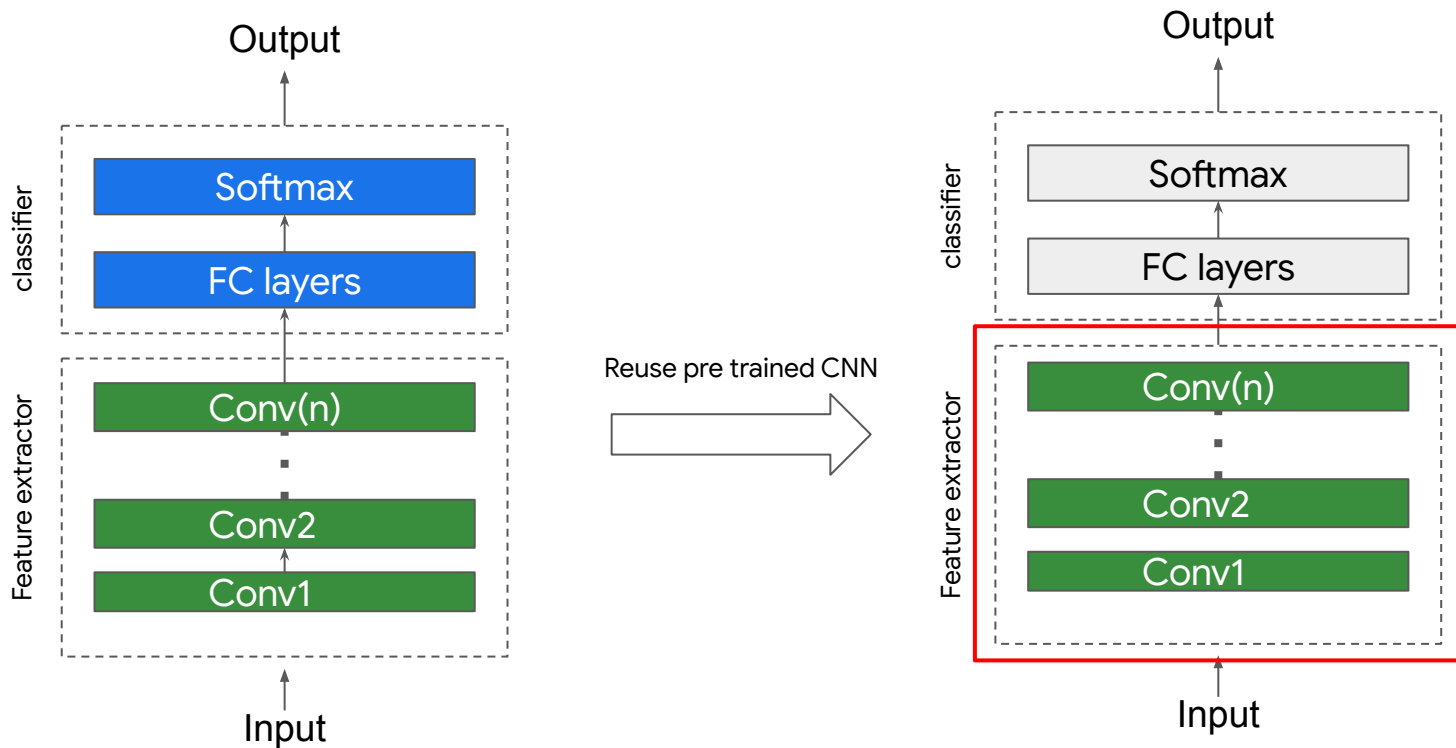 Output
classifier
Softmax
FC layers
Feature extractor
Conv(n)
Conv2
Conv1
Input
Reuse pre trained CNN
Output
classifier
Softmax
FC layers
Feature extractor
Conv(n)
Conv2
Conv1
Input